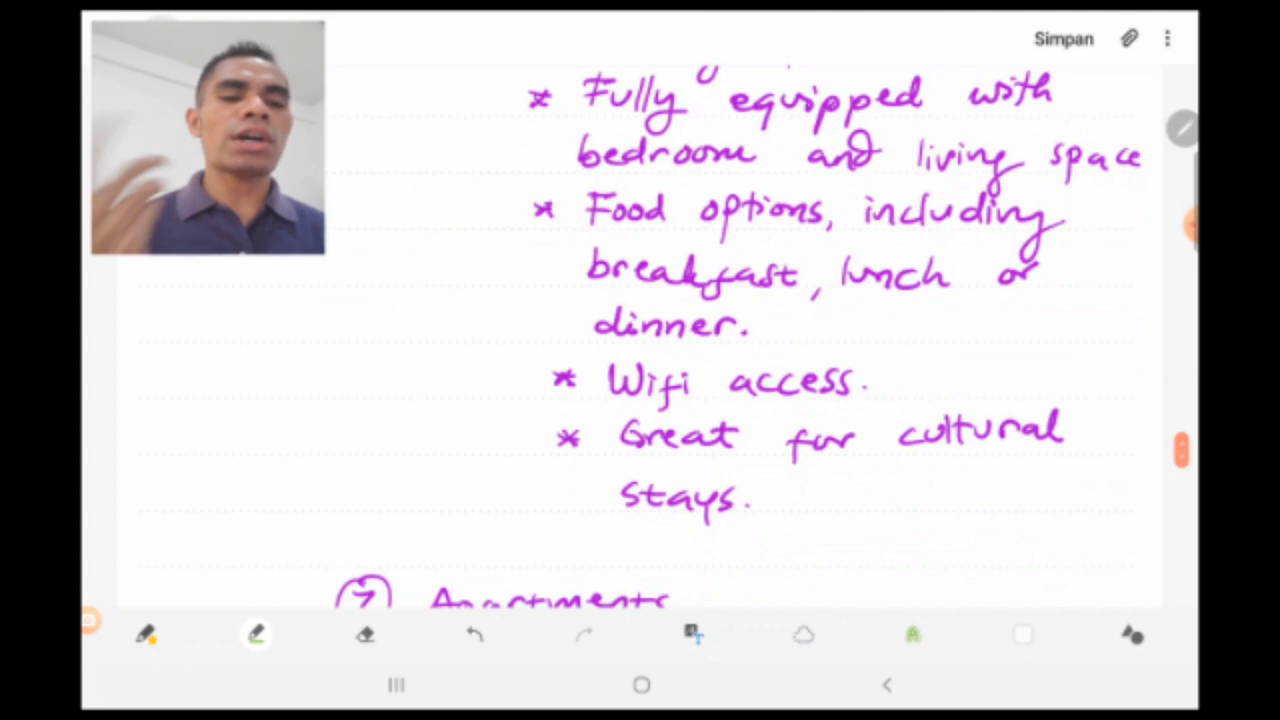 Simpan
* Fully equipped with
bedroom and living space
* Food options, including
breakfast, lunch or
dinner.
* Wifi access.
* Great for cultural
stays.
7 Apartments